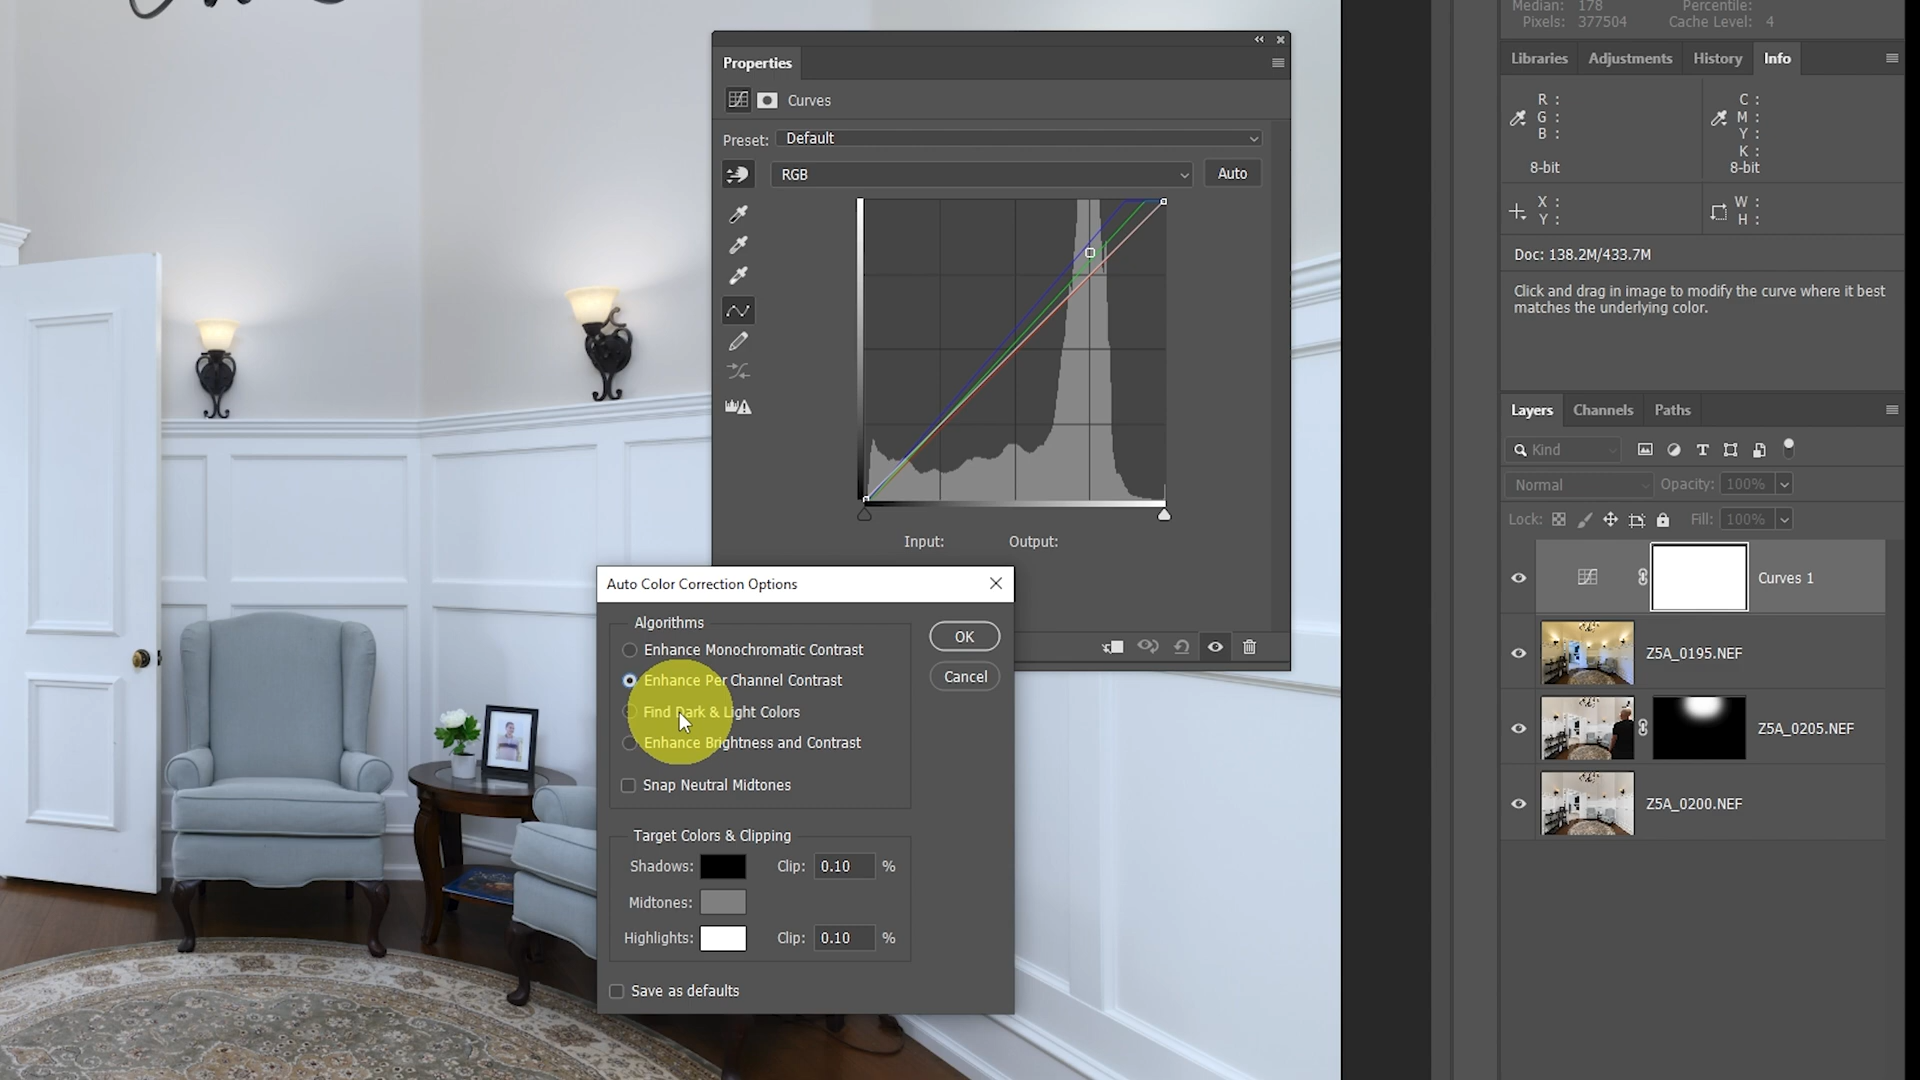 Median: 178 Percentile:
Pixels: 377504 Cache Level: 4
Properties
Libraries Adjustments History Info
Curves
R :
G :
B :
8-bit
C :
M :
Y :
K :
8-bit
Preset: Default
RGB Auto
X :
Y :
W :
H :
Doc: 138.2M/433.7M
Click and drag in image to modify the curve where it best
matches the underlying color.
Input: Output:
Layers Channels Paths
Kind
Normal Opacity: 100%
Lock: Fill: 100%
Curves 1
Z5A_0195.NEF
Z5A_0205.NEF
Z5A_0200.NEF
Auto Color Correction Options
Algorithms
Enhance Monochromatic Contrast
Enhance Per Channel Contrast
Find Dark & Light Colors
Enhance Brightness and Contrast
Snap Neutral Midtones
OK
Cancel
Target Colors & Clipping
Shadows: Clip: 0.10 %
Midtones:
Highlights: Clip: 0.10 %
Save as defaults